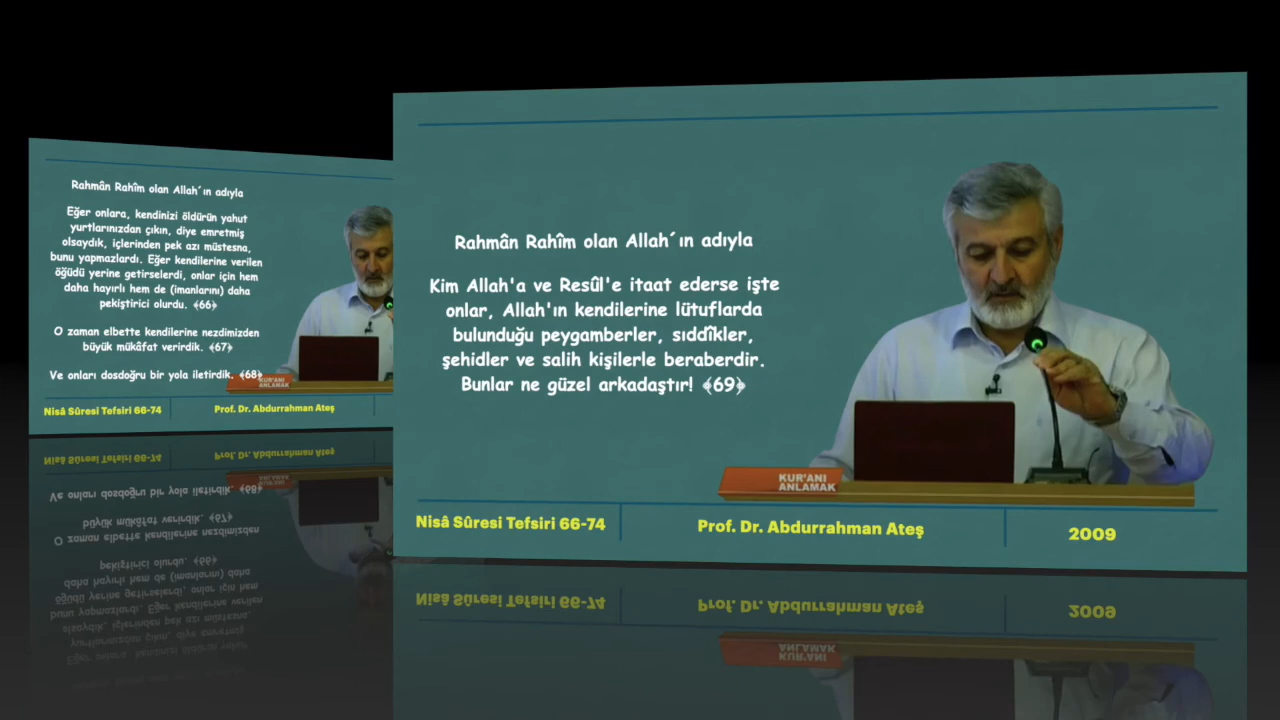 Rahmân Rahîm olan Allah´ın adıyla
Eğer onlara, kendinizi öldürün yahut
yurtlarınızdan çıkın, diye emretmiş
olsaydık, içlerinden pek azı müstesna,
bunu yapmazlardı. Eğer kendilerine verilen
öğüdü yerine getirselerdi, onlar için hem
daha hayırlı hem de (imanlarını) daha
pekiştirici olurdu. ﴾66﴿
O zaman elbette kendilerine nezdimizden
büyük mükâfat verirdik. ﴾67﴿
Ve onları dosdoğru bir yola iletirdik. ﴾68﴿
KUR'ANI
ANLAMAK
Nisâ Sûresi Tefsiri 66-74
Prof. Dr. Abdurrahman Ateş
Rahmân Rahîm olan Allah´ın adıyla
Kim Allah'a ve Resûl'e itaat ederse işte
onlar, Allah'ın kendilerine lütuflarda
bulunduğu peygamberler, sıddîkler,
şehidler ve salih kişilerle beraberdir.
Bunlar ne güzel arkadaştır! ﴾69﴿
KUR'ANI
ANLAMAK
Nisâ Sûresi Tefsiri 66-74
Prof. Dr. Abdurrahman Ateş
2009